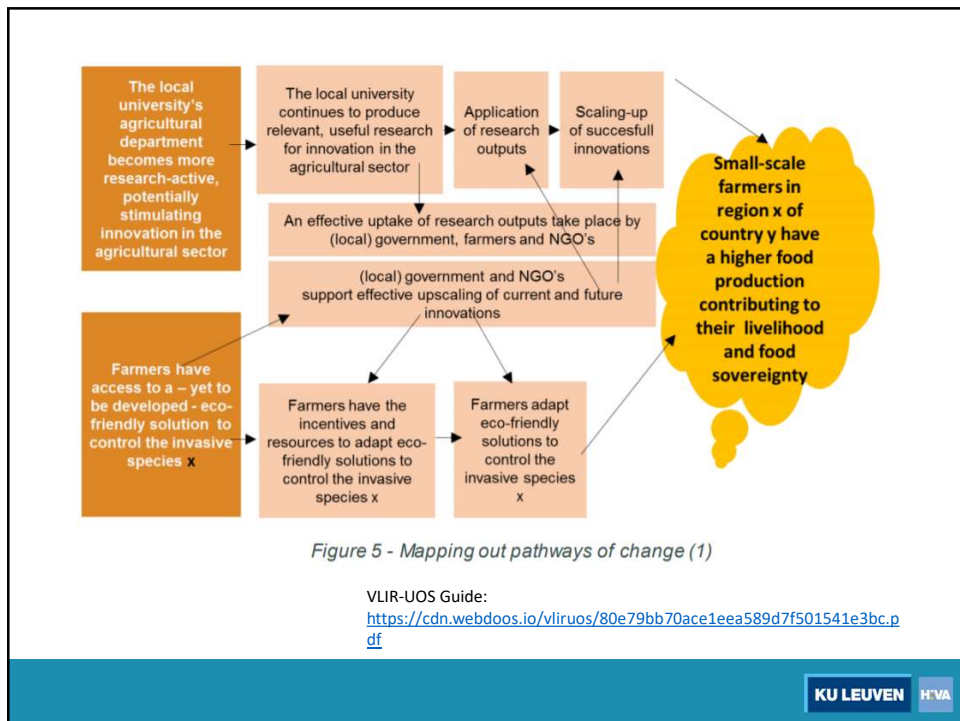 The local
university's
agricultural
department
becomes more
research-active,
potentially
stimulating
innovation in the
agricultural sector
The local university
continues to produce
relevant, useful research
for innovation in the
agricultural sector
Application
of research
outputs
Scaling-up
of succesfull
innovations
An effective uptake of research outputs take place by
(local) government, farmers and NGO's
(local) government and NGO's
support effective upscaling of current and future
innovations
Small-scale
farmers in
region x of
country y have
a higher food
production
contributing to
their livelihood
and food
sovereignty
Farmers have
access to a – yet to
be developed - eco-
friendly solution to
control the invasive
species x
Farmers have the
incentives and
resources to adapt eco-
friendly solutions to
control the invasive
species x
Farmers adapt
eco-friendly
solutions to
control the
invasive species
x
Figure 5 - Mapping out pathways of change (1)
VLIR-UOS Guide:
https://cdn.webdoos.io/vliruos/80e79bb70ace1eea589d7f501541e3bc.p
df
KU LEUVEN
HIVA